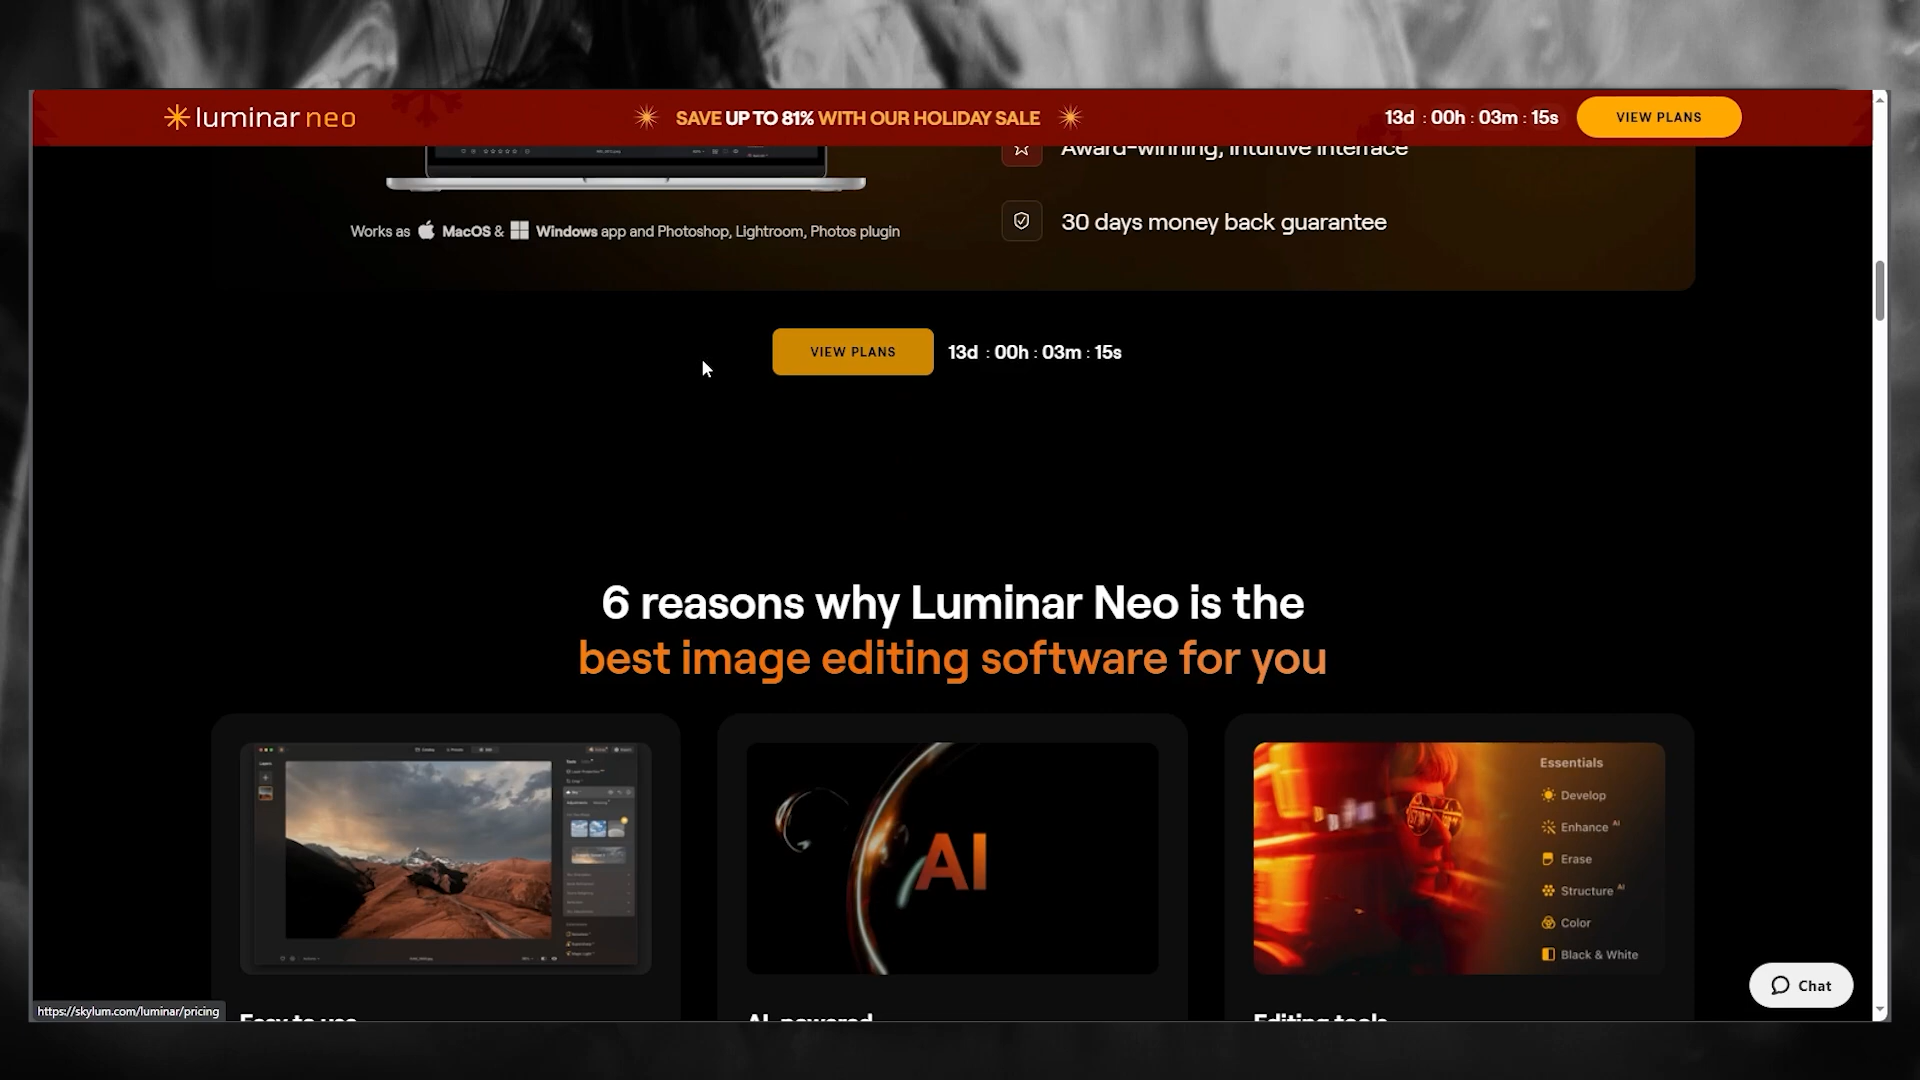 luminar neo
SAVE UP TO 81% WITH OUR HOLIDAY SALE
13d : 00h : 03m : 15s
VIEW PLANS
Award-winning, intuitive interface
Works as MacOS & Windows app and Photoshop, Lightroom, Photos plugin
30 days money back guarantee
VIEW PLANS
13d : 00h : 03m : 15s
6 reasons why Luminar Neo is the
best image editing software for you
AI
Essentials
Develop
Enhance AI
Erase
Structure AI
Color
Black & White
Chat
https://skylum.com/luminar/pricing
Easy to use
AI-powered
Editing tools